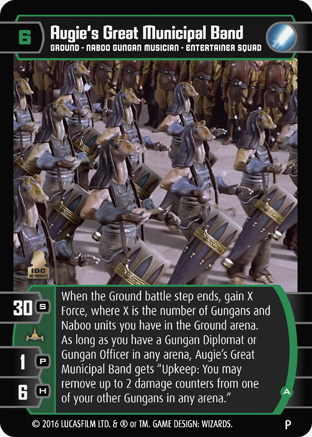 6
Augie's Great Municipal Band
GROUND - NABOO GUNGAN MUSICIAN - ENTERTAINER SQUAD
IDC
30 S
1 P
6 H
When the Ground battle step ends, gain X
Force, where X is the number of Gungans and
Naboo units you have in the Ground arena.
As long as you have a Gungan Diplomat or
Gungan Officer in any arena, Augie's Great
Municipal Band gets "Upkeep: You may
remove up to 2 damage counters from one
of your other Gungans in any arena."
A
© 2016 LUCASFILM LTD. & ® or TM. GAME DESIGN: WIZARDS.
P